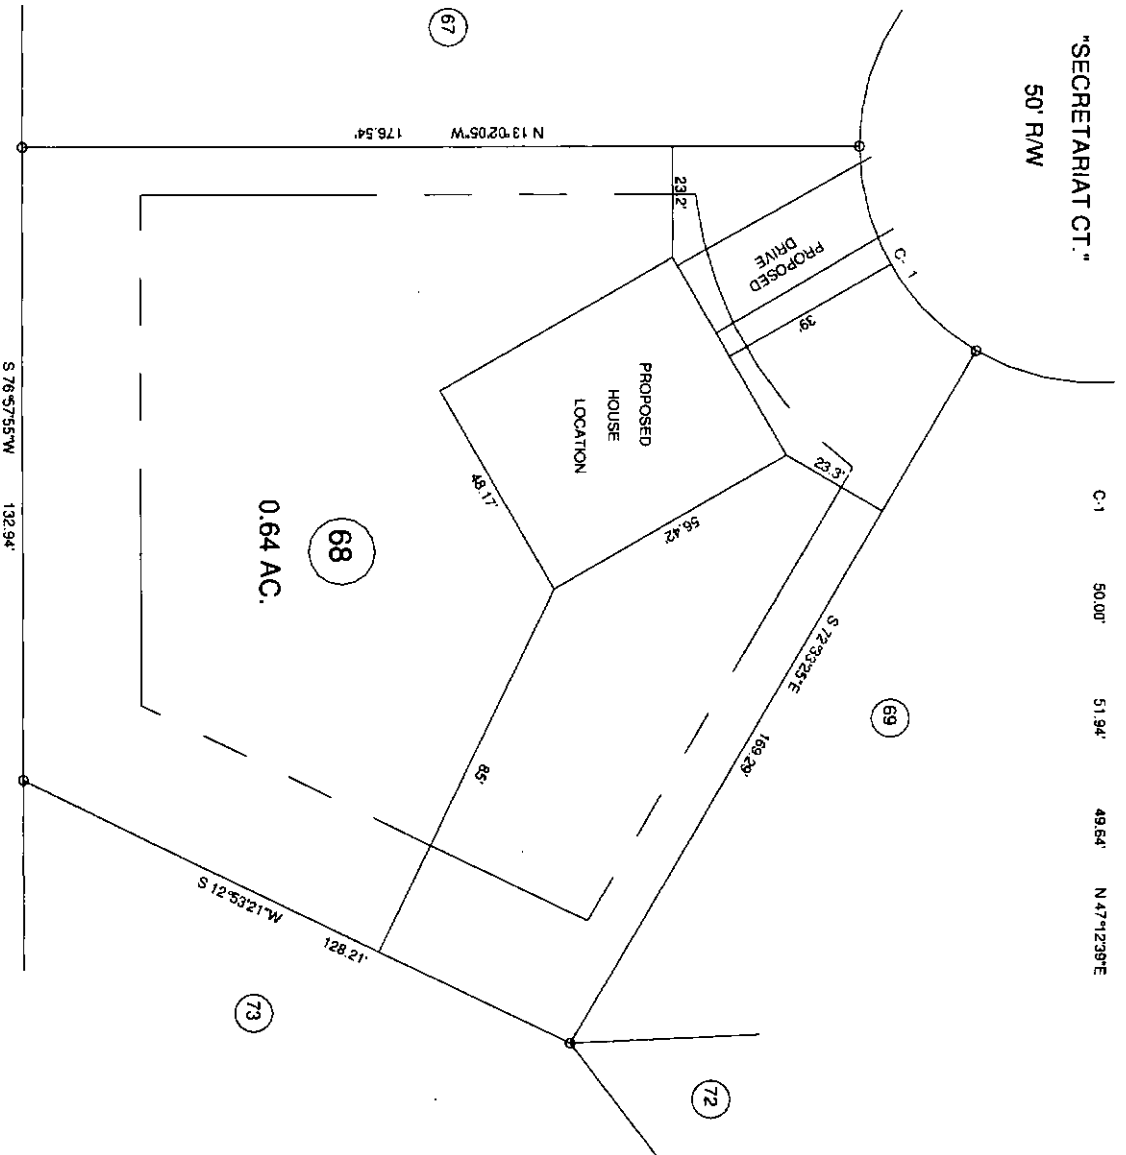 "SECRETARIAT CT."
50' R/W
C-1 50.00' 51.94' 49.64' N 47°12'39"E
67
N 13°02'05"W 176.54'
23.2'
PROPOSED
DRIVE
C- 1
39'
PROPOSED
HOUSE
LOCATION
23.3'
48.17'
56.42'
S 72°33'25"E 169.29'
69
68
0.64 AC.
85'
S 76°57'55"W 132.94'
S 12°53'21"W 128.21'
73
72